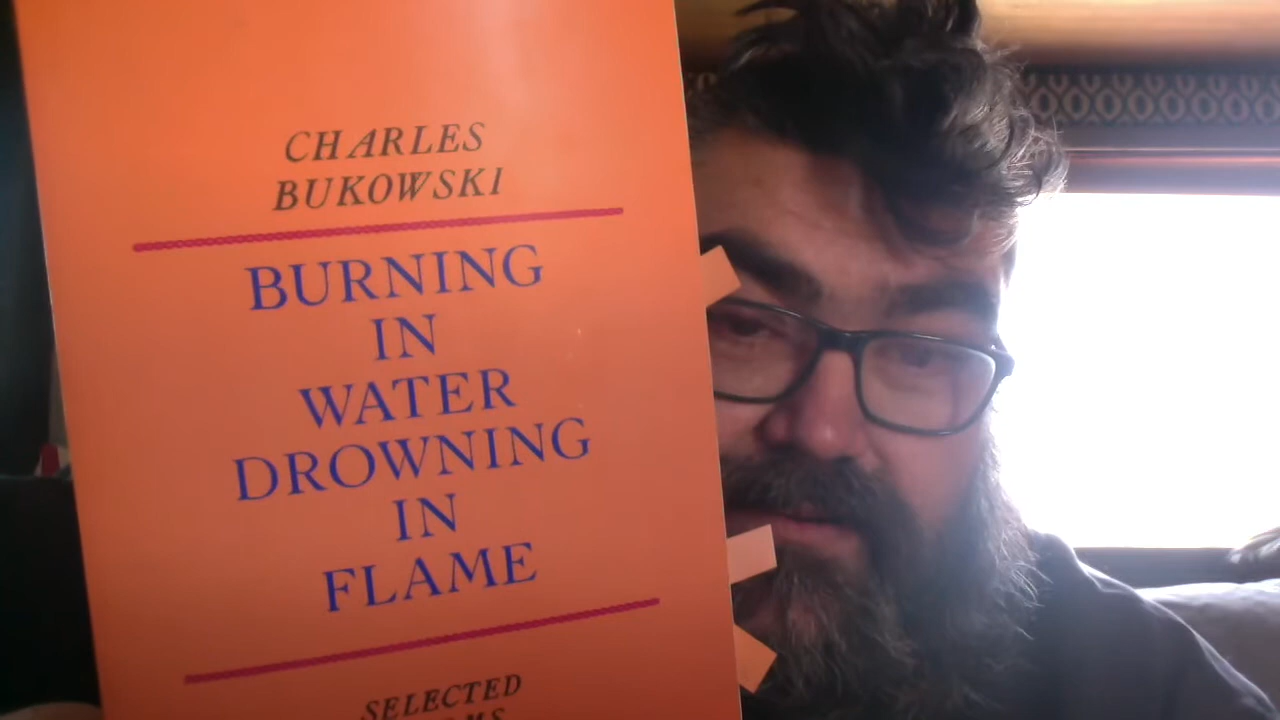 CHARLES
BUKOWSKI
BURNING
IN
WATER
DROWNING
IN
FLAME
SELECTED